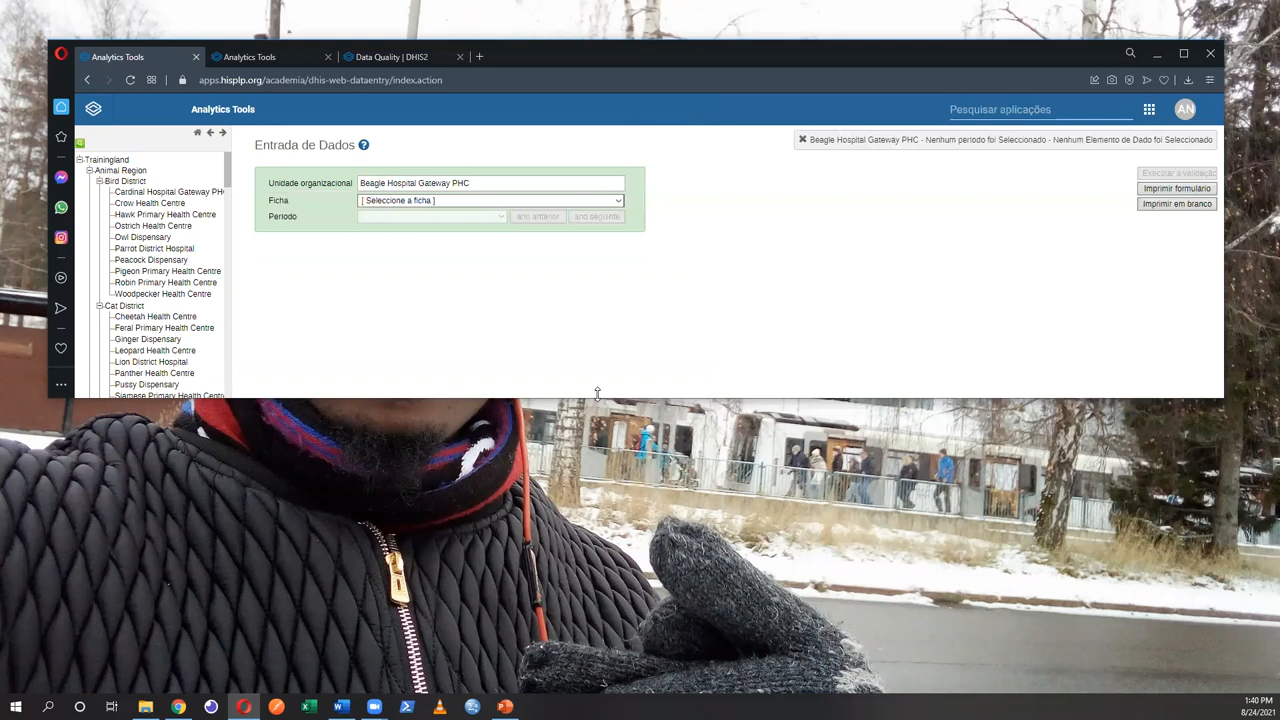 Analytics Tools
Analytics Tools
Data Quality | DHIS2
apps.hisplp.org/academia/dhis-web-dataentry/index.action
Analytics Tools
Pesquisar aplicações
AN
Trainingland
Animal Region
Bird District
Cardinal Hospital Gateway PH
Crow Health Centre
Hawk Primary Health Centre
Ostrich Health Centre
Owl Dispensary
Parrot District Hospital
Peacock Dispensary
Pigeon Primary Health Centre
Robin Primary Health Centre
Woodpecker Health Centre
Cat District
Cheetah Health Centre
Feral Primary Health Centre
Ginger Dispensary
Leopard Health Centre
Lion District Hospital
Panther Health Centre
Pussy Dispensary
Siamese Primary Health Centre
Entrada de Dados
Beagle Hospital Gateway PHC - Nenhum período foi Seleccionado - Nenhum Elemento de Dado foi Seleccionado
Unidade organizacional Beagle Hospital Gateway PHC
Ficha [ Seleccione a ficha ]
Periodo ano anterior ano seguinte
Executar a validação
Imprimir formulário
Imprimir em branco
1:40 PM
8/24/2021